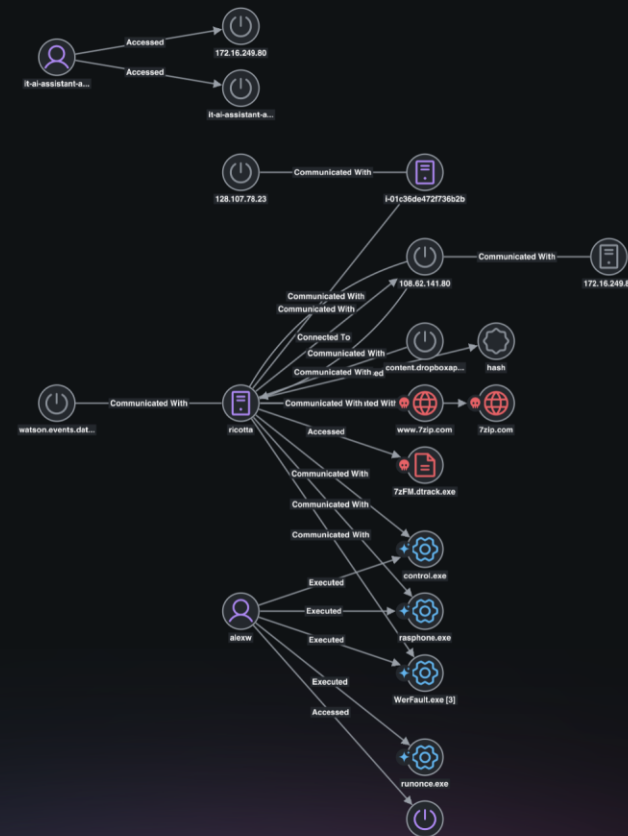 Accessed
172.16.249.80
it-ai-assistant-a...
Accessed
it-ai-assistant-a...
Communicated With
128.107.78.23
i-01c36de472f736b2b
Communicated With
108.62.141.80
172.16.249.8
Communicated With
Communicated With
Connected To
Communicated With
content.dropboxap...
hash
Communicated With
ed
Communicated With
Communicated With
ted With
watson.events.dat...
ricotta
www.7zip.com
7zip.com
Accessed
7zFM.dtrack.exe
Communicated With
Communicated With
Communicated With
control.exe
Executed
Executed
alexw
rasphone.exe
Executed
WerFault.exe [3]
Executed
Accessed
runonce.exe